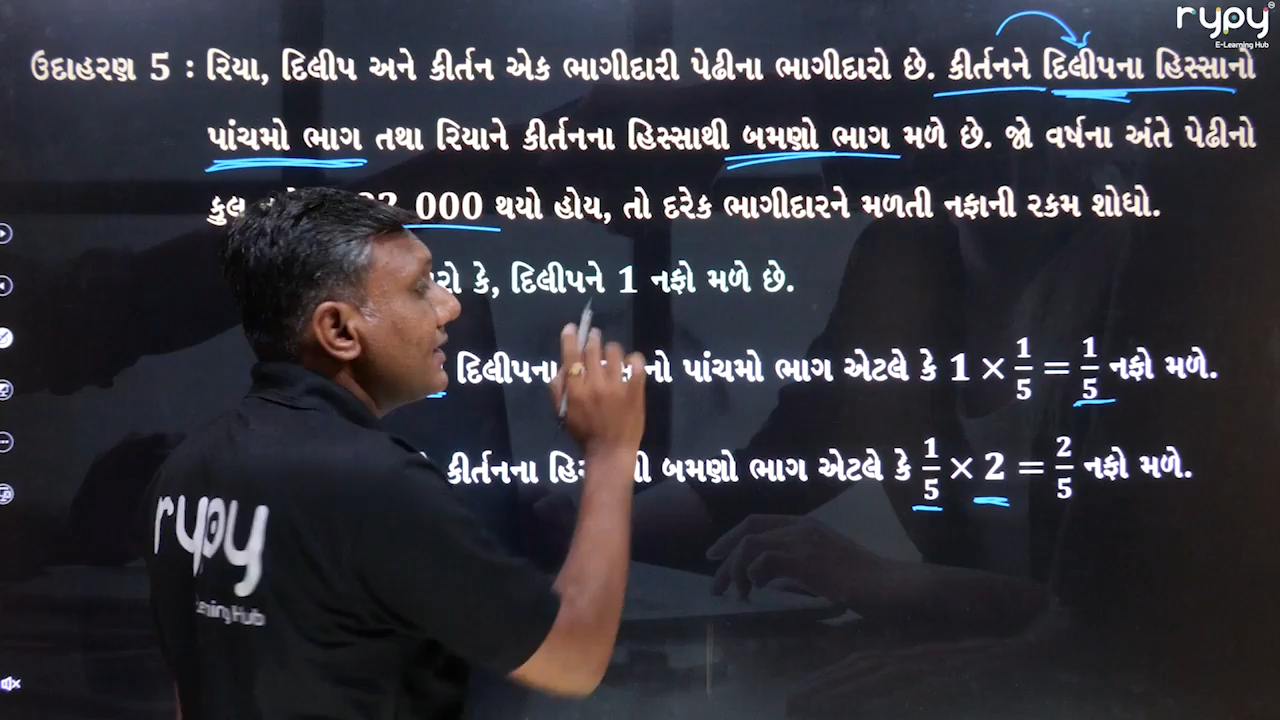 rypy
E-Learning Hub
ઉદાહરણ 5 : રિયા, દિલીપ અને કીર્તન એક ભાગીદારી પેઢીના ભાગીદારો છે. કીર્તનને દિલીપના હિસ્સાનો
પાંચમો ભાગ તથા રિયાને કીર્તનના હિસ્સાથી બમણો ભાગ મળે છે. જો વર્ષના અંતે પેઢીનો
કુલ 000 થયો હોય, તો દરેક ભાગીદારને મળતી નફાની રકમ શોધો.
કે, દિલીપને 1 નફો મળે છે.
દિલીપના પાંચમો ભાગ એટલે કે 1 × 1/5 = 1/5 નફો મળે.
કીર્તનના બમણો ભાગ એટલે કે 1/5 × 2 = 2/5 નફો મળે.
rypy
Learning Hub